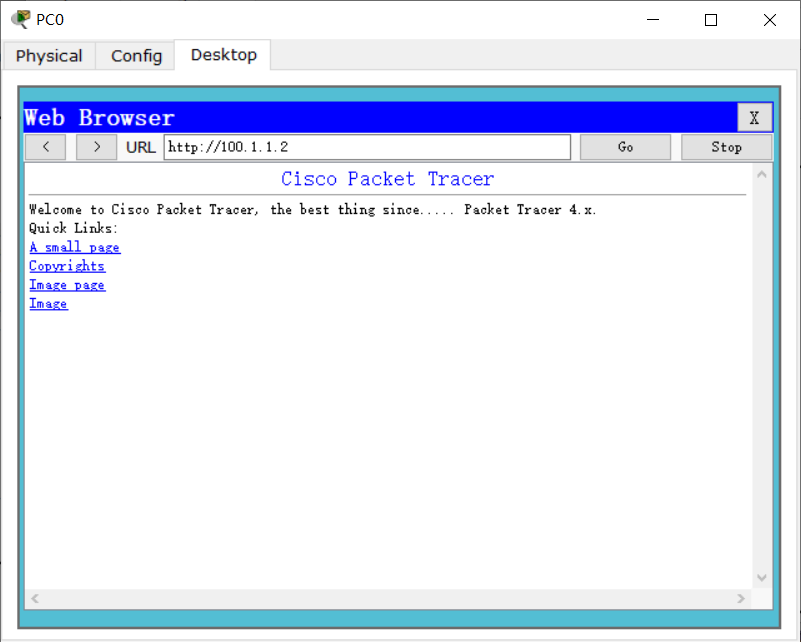 PC0
Physical Config Desktop
Web Browser X
< > URL http://100.1.1.2 Go Stop
Cisco Packet Tracer
Welcome to Cisco Packet Tracer, the best thing since..... Packet Tracer 4.x.
Quick Links:
A small page
Copyrights
Image page
Image